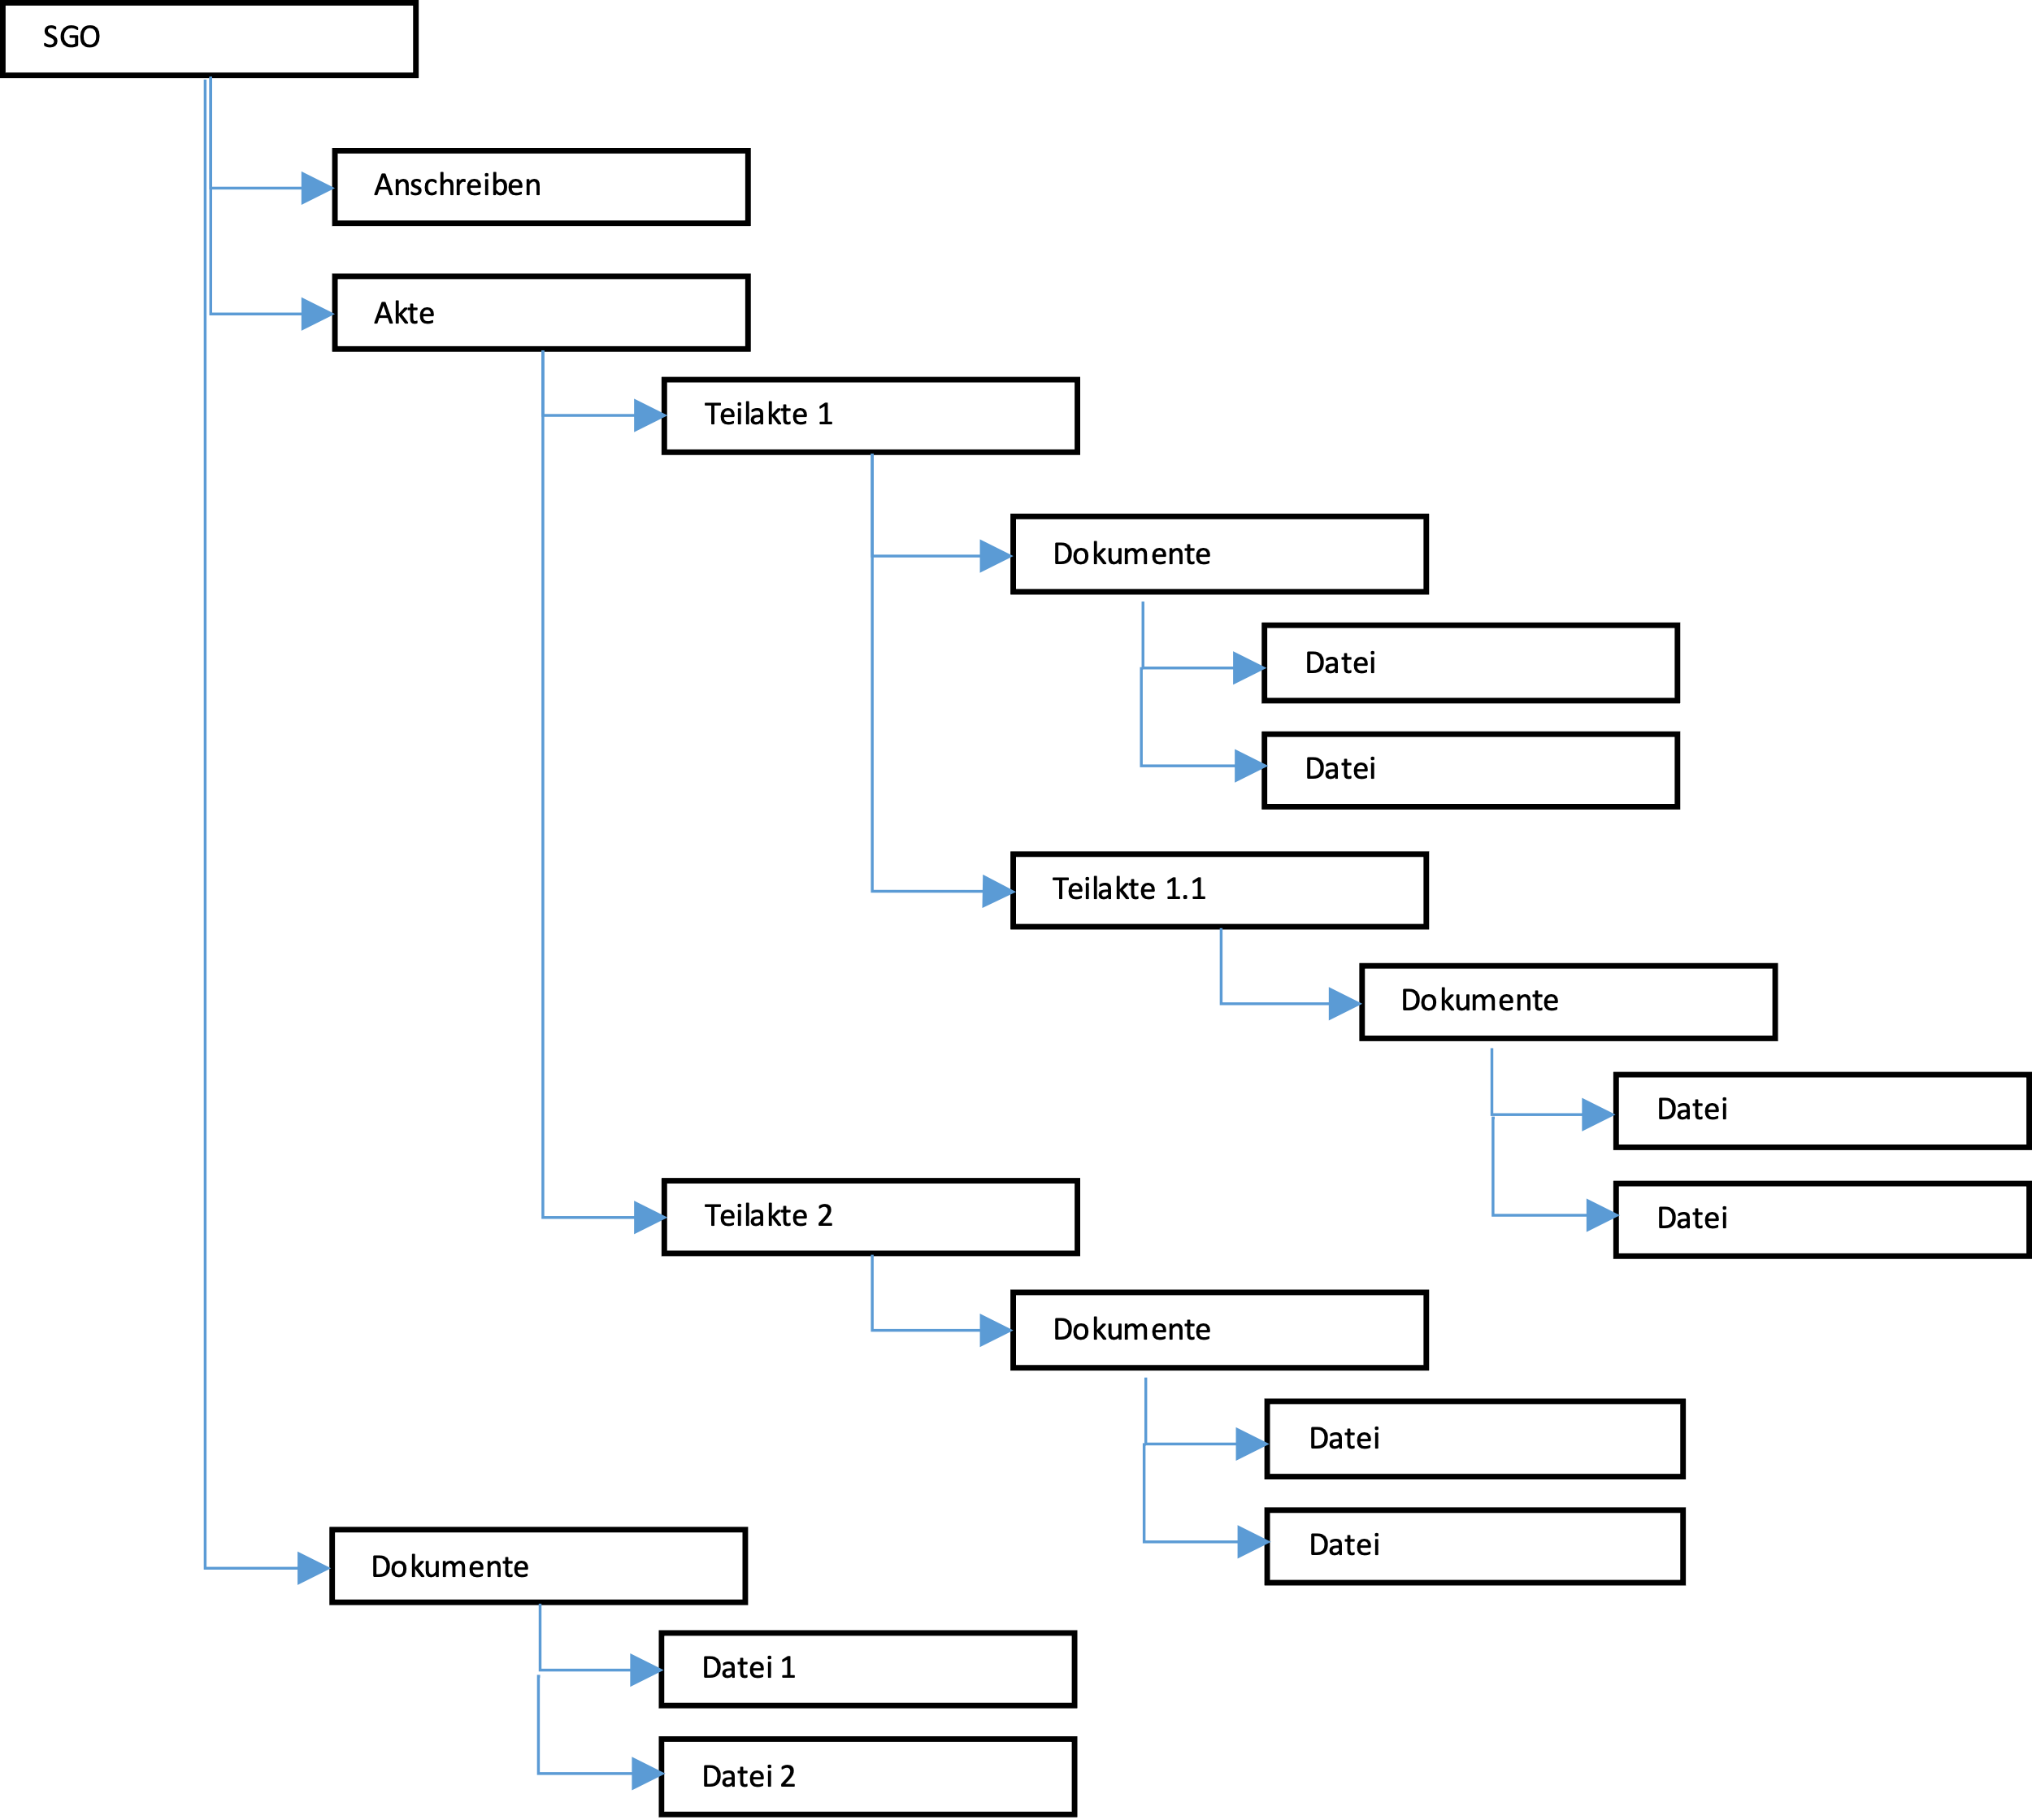 SGO
Anschreiben
Akte
Teilakte 1
Dokumente
Datei
Datei
Teilakte 1.1
Dokumente
Datei
Datei
Teilakte 2
Dokumente
Datei
Datei
Dokumente
Datei 1
Datei 2